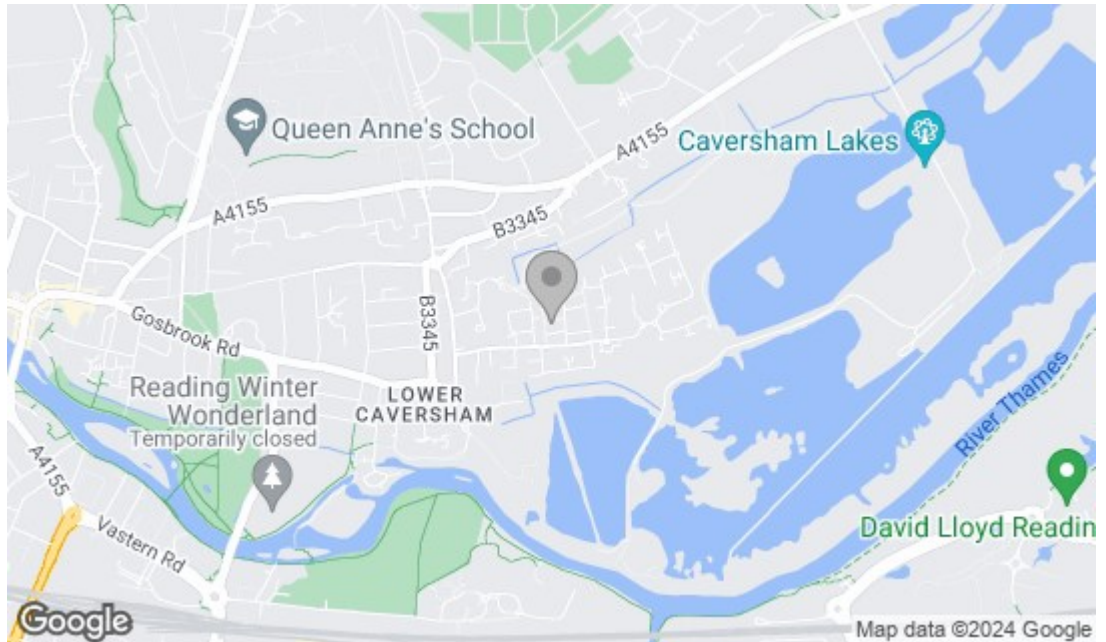 Queen Anne's School
Caversham Lakes
A4155
A4155
B3345
B3345
Gosbrook Rd
Reading Winter
Wonderland
Temporarily closed
LOWER
CAVERSHAM
River Thames
A4155
Vastern Rd
David Lloyd Readin
Google
Map data ©2024 Google